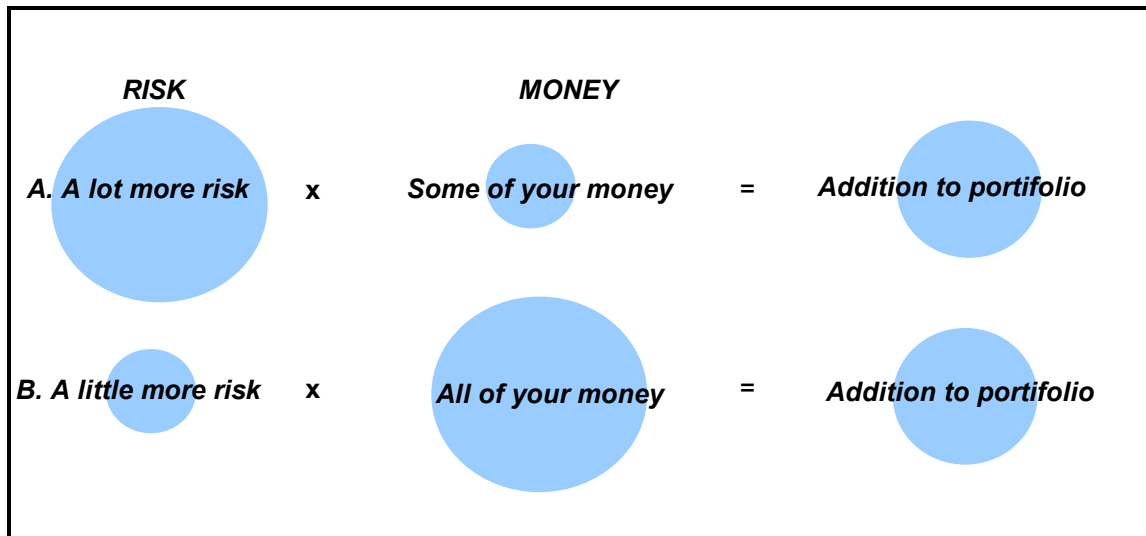 RISK MONEY
A. A lot more risk x Some of your money = Addition to portifolio
B. A little more risk x All of your money = Addition to portifolio